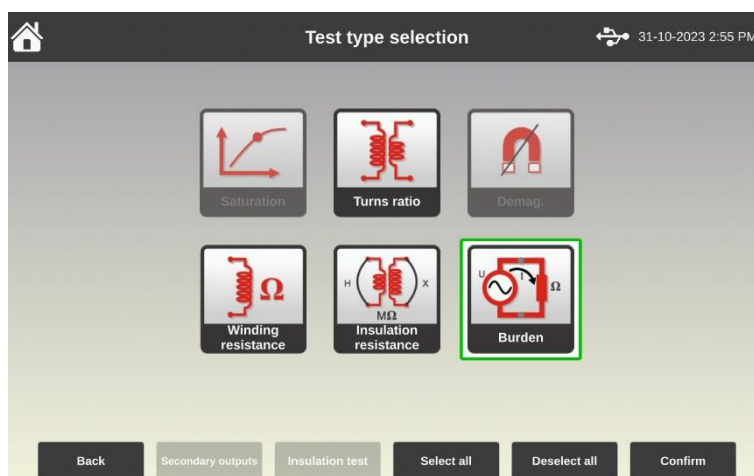 Test type selection
31-10-2023 2:55 PM
Saturation
Turns ratio
Demag.
Ω
Winding
resistance
H
X
MΩ
Insulation
resistance
U
I
Ω
Burden
Back
Secondary outputs
Insulation test
Select all
Deselect all
Confirm